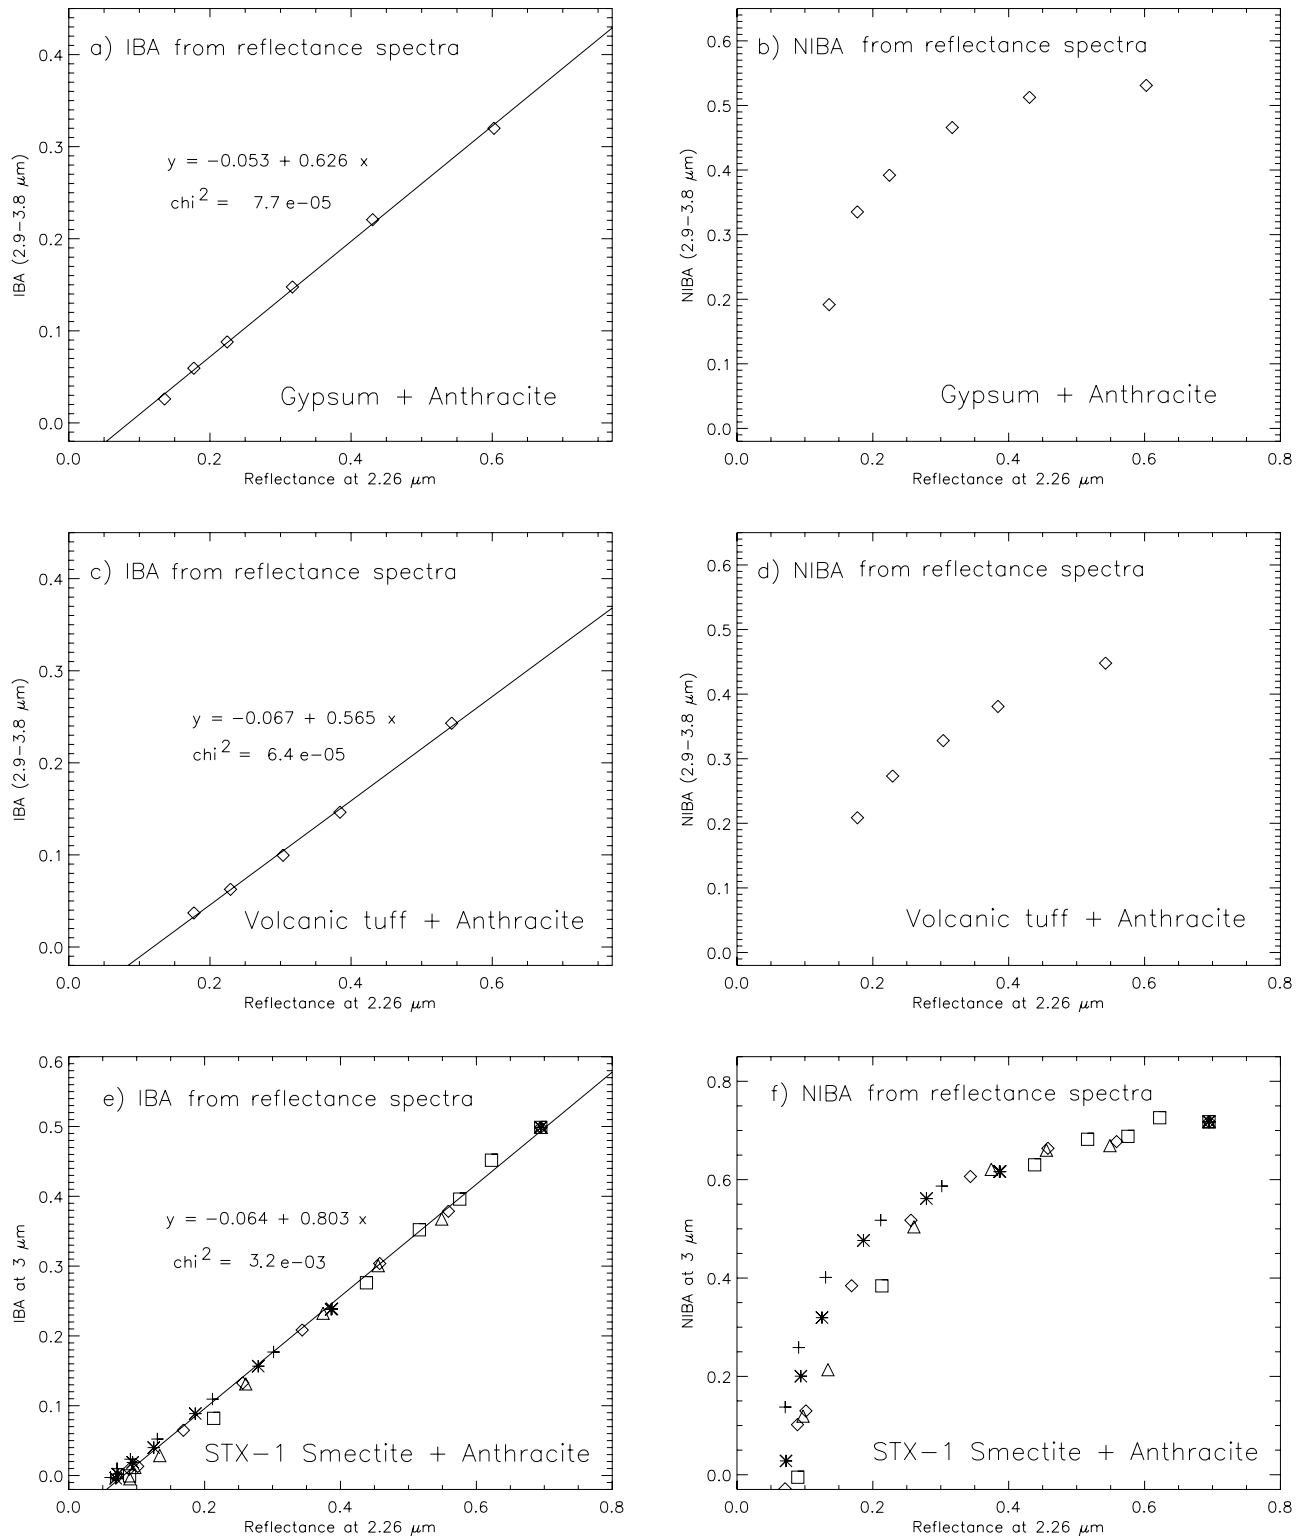 a) IBA from reflectance spectra
y = −0.053 + 0.626 x
chi2 = 7.7 e−05
Gypsum + Anthracite
IBA (2.9−3.8 μm)
0.4
0.3
0.2
0.1
0.0
0.0 0.2 0.4 0.6
Reflectance at 2.26 μm
b) NIBA from reflectance spectra
Gypsum + Anthracite
NIBA (2.9−3.8 μm)
0.6
0.5
0.4
0.3
0.2
0.1
0.0
0.0 0.2 0.4 0.6 0.8
Reflectance at 2.26 μm
c) IBA from reflectance spectra
y = −0.067 + 0.565 x
chi2 = 6.4 e−05
Volcanic tuff + Anthracite
IBA (2.9−3.8 μm)
0.4
0.3
0.2
0.1
0.0
0.0 0.2 0.4 0.6
Reflectance at 2.26 μm
d) NIBA from reflectance spectra
Volcanic tuff + Anthracite
NIBA (2.9−3.8 μm)
0.6
0.5
0.4
0.3
0.2
0.1
0.0
0.0 0.2 0.4 0.6 0.8
Reflectance at 2.26 μm
e) IBA from reflectance spectra
y = −0.064 + 0.803 x
chi2 = 3.2 e−03
STX−1 Smectite + Anthracite
IBA at 3 μm
0.6
0.5
0.4
0.3
0.2
0.1
0.0
0.0 0.2 0.4 0.6 0.8
Reflectance at 2.26 μm
f) NIBA from reflectance spectra
STX−1 Smectite + Anthracite
NIBA at 3 μm
0.8
0.6
0.4
0.2
0.0
0.0 0.2 0.4 0.6 0.8
Reflectance at 2.26 μm